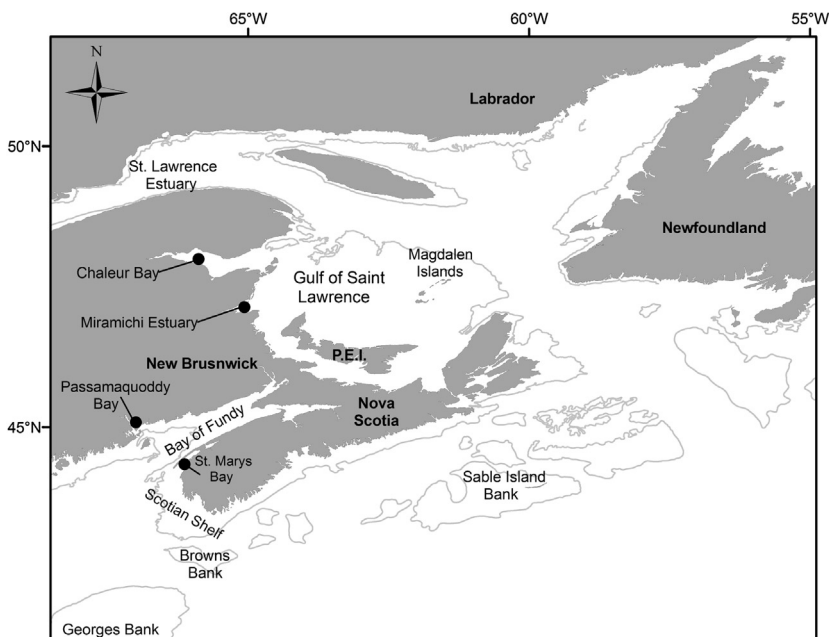 65°W
60°W
55°W
N
Labrador
50°N
St. Lawrence
Estuary
Newfoundland
Magdalen
Islands
Chaleur Bay
Gulf of Saint
Lawrence
Miramichi Estuary
P.E.I.
New Brusnwick
Passamaquoddy
Bay
Nova
Scotia
45°N
Bay of Fundy
St. Marys
Bay
Sable Island
Bank
Scotian Shelf
Browns
Bank
Georges Bank